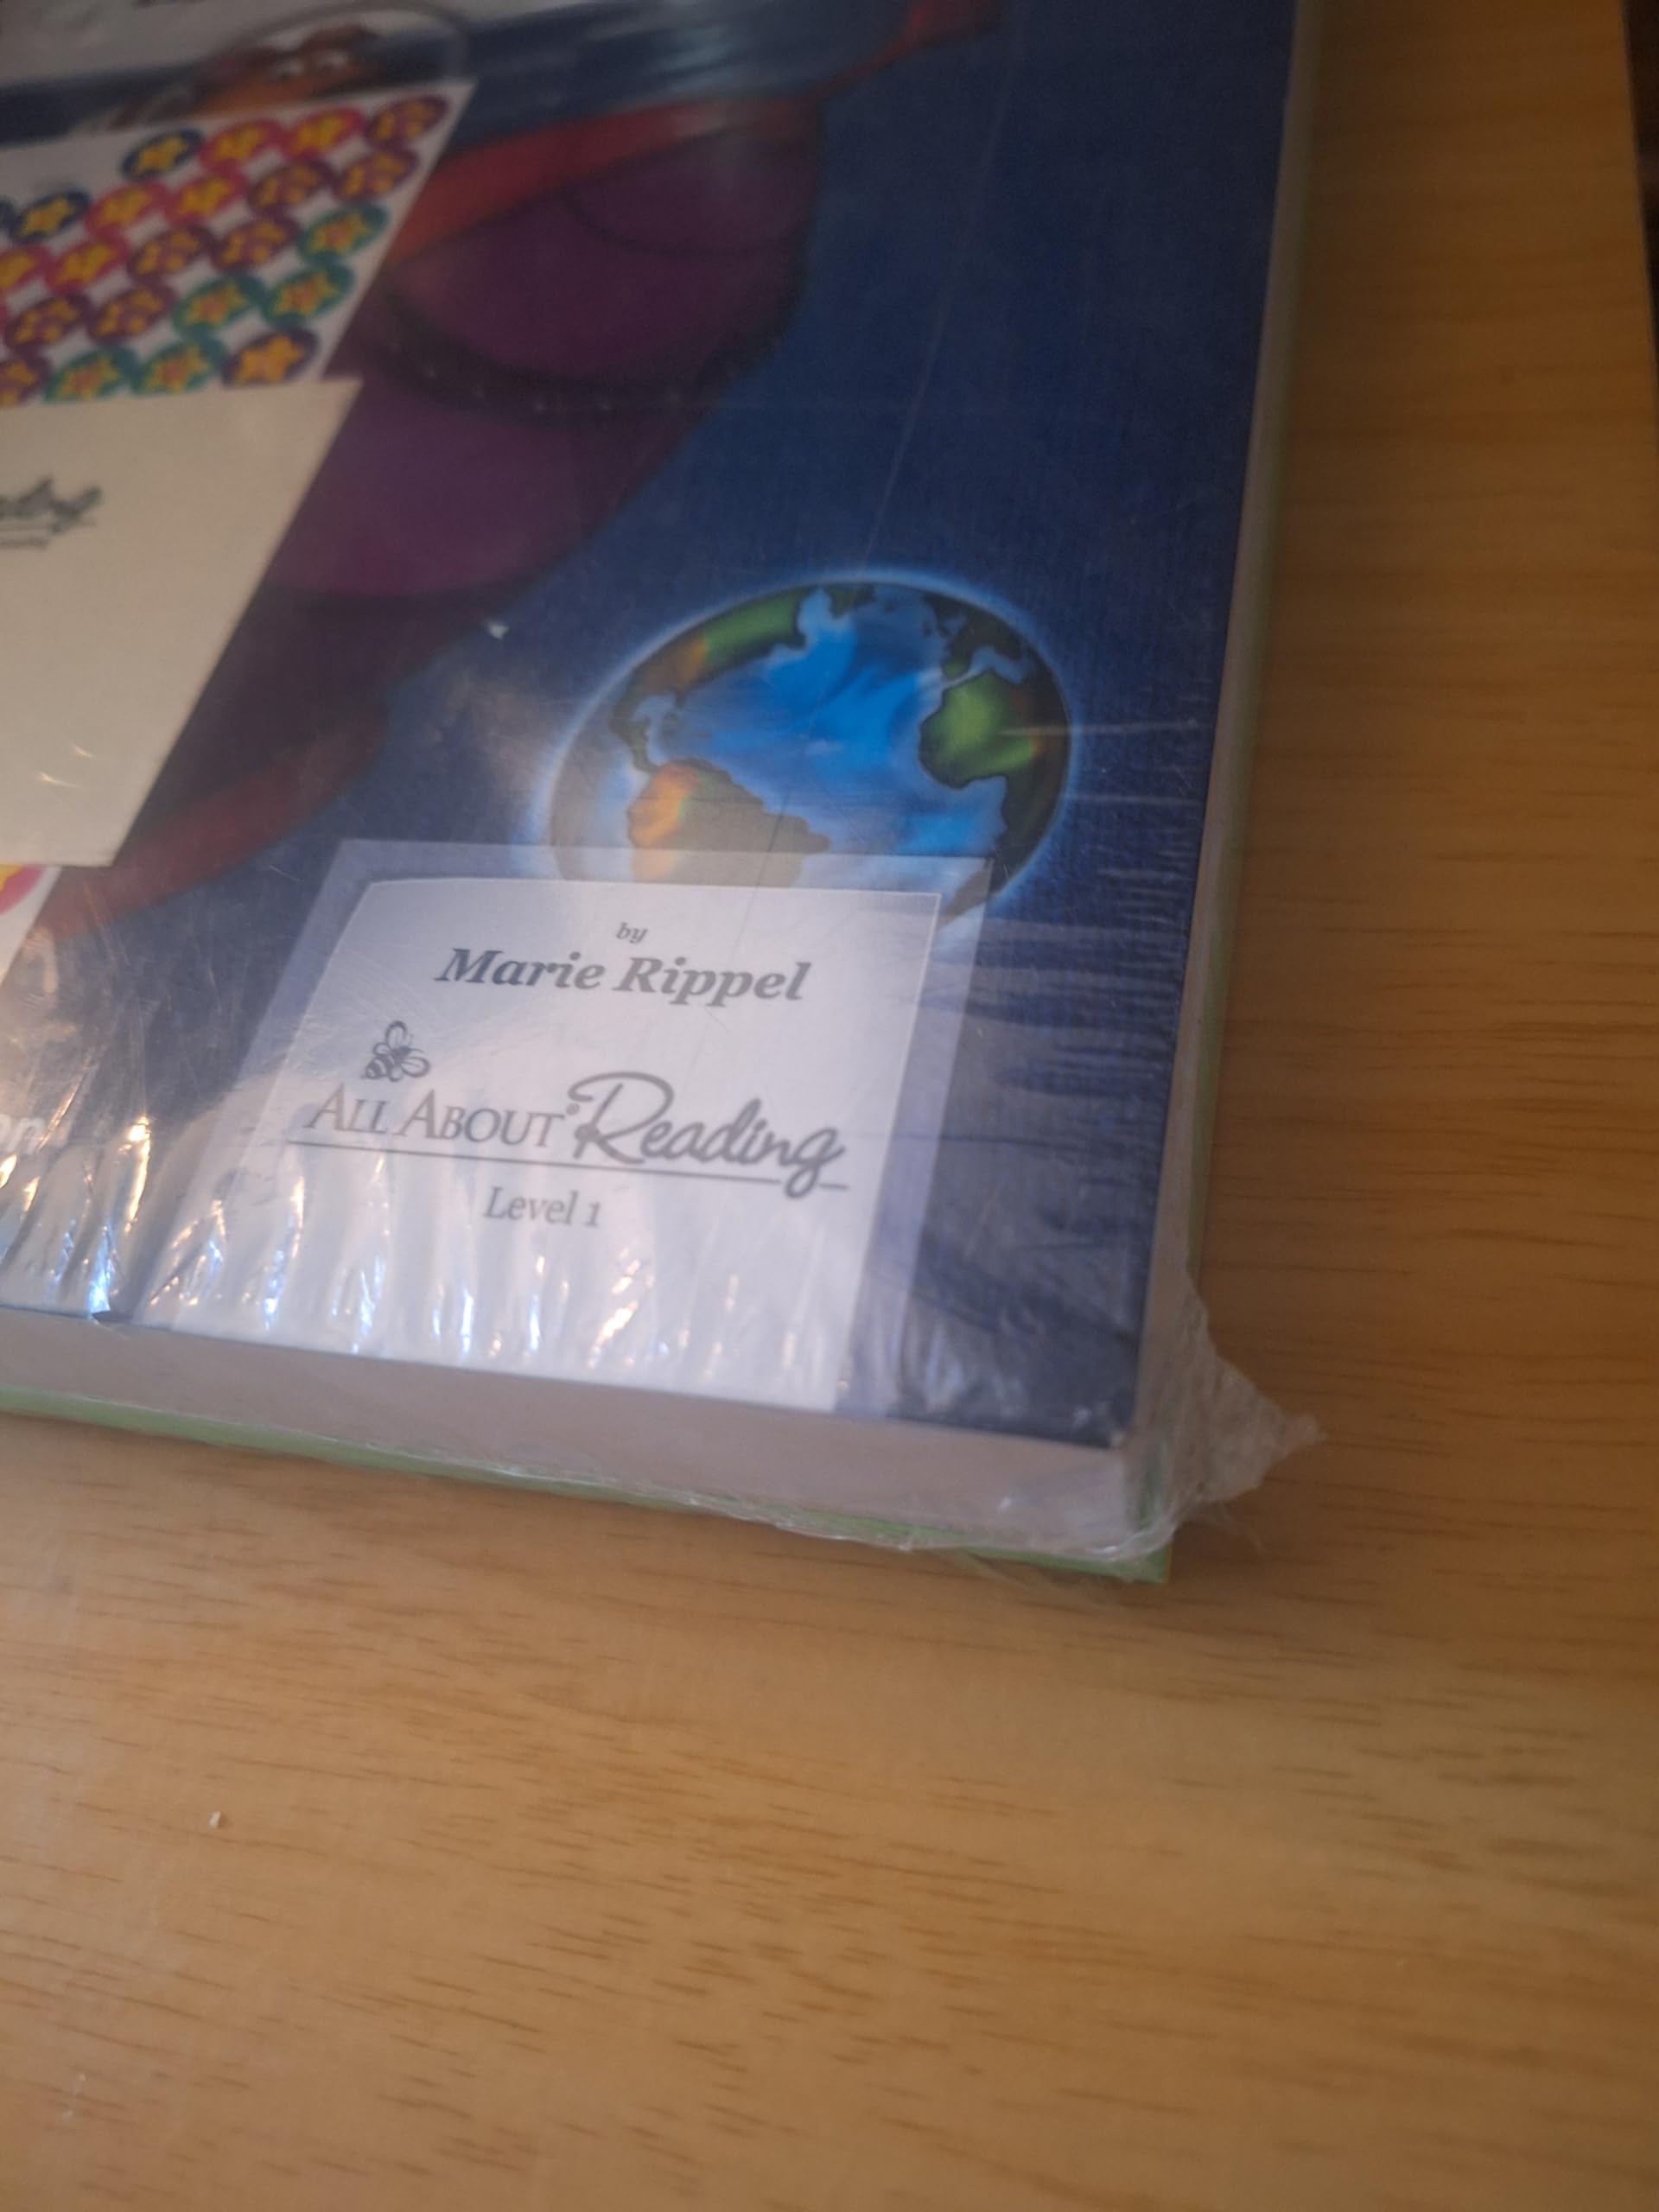 by
Marie Rippel
ALL ABOUT® Reading
Level 1